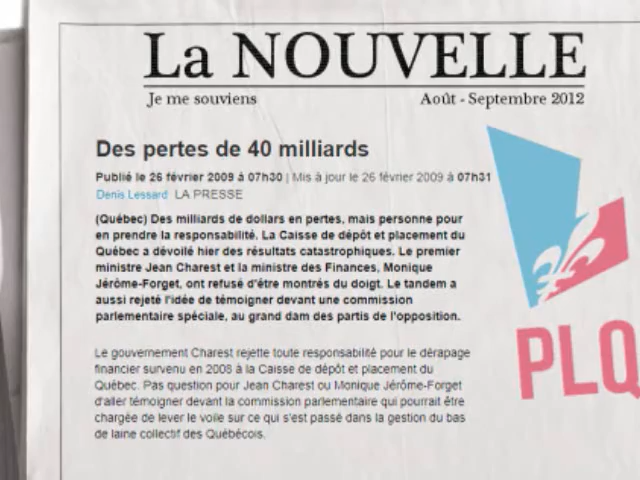 La NOUVELLE
Je me souviens
Août - Septembre 2012
Des pertes de 40 milliards
Publié le 26 février 2009 à 07h30 | Mis à jour le 26 février 2009 à 07h31
Denis Lessard LA PRESSE
(Québec) Des milliards de dollars en pertes, mais personne pour
en prendre la responsabilité. La Caisse de dépôt et placement du
Québec a dévoilé hier des résultats catastrophiques. Le premier
ministre Jean Charest et la ministre des Finances, Monique
Jérôme-Forget, ont refusé d'être montrés du doigt. Le tandem a
aussi rejeté l'idée de témoigner devant une commission
parlementaire spéciale, au grand dam des partis de l'opposition.
Le gouvernement Charest rejette toute responsabilité pour le dérapage
financier survenu en 2008 à la Caisse de dépôt et placement du
Québec. Pas question pour Jean Charest ou Monique Jérôme-Forget
d'aller témoigner devant la commission parlementaire qui pourrait être
chargée de lever le voile sur ce qui s'est passé dans la gestion du bas
de laine collectif des Québécois.
PLQ